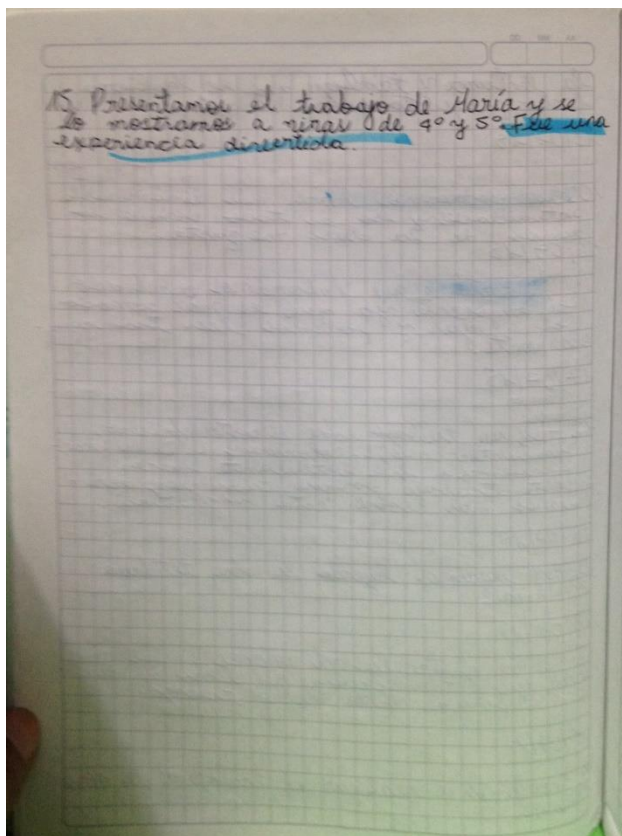 15. Presentamos el trabajo de María y se
lo mostramos a niñas de 4° y 5°. Fue una
experiencia divertida.